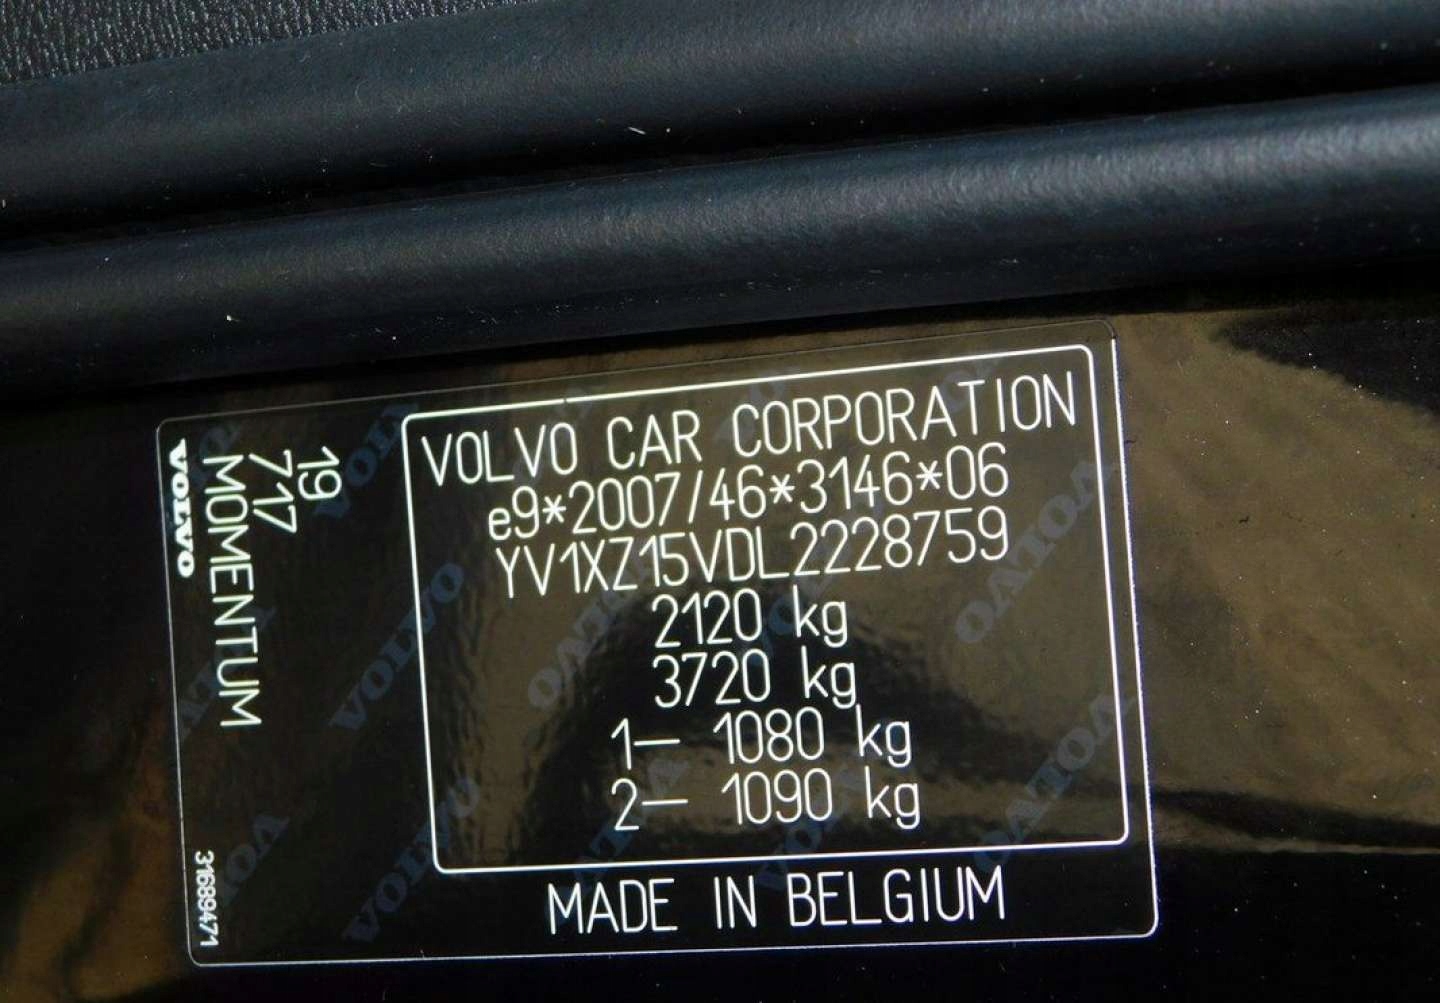 VOLVO
MOMENTUM
717
19
31689471
VOLVO CAR CORPORATION
e9*2007/46*3146*06
YV1XZ15VDL2228759
2120 kg
3720 kg
1– 1080 kg
2– 1090 kg
MADE IN BELGIUM